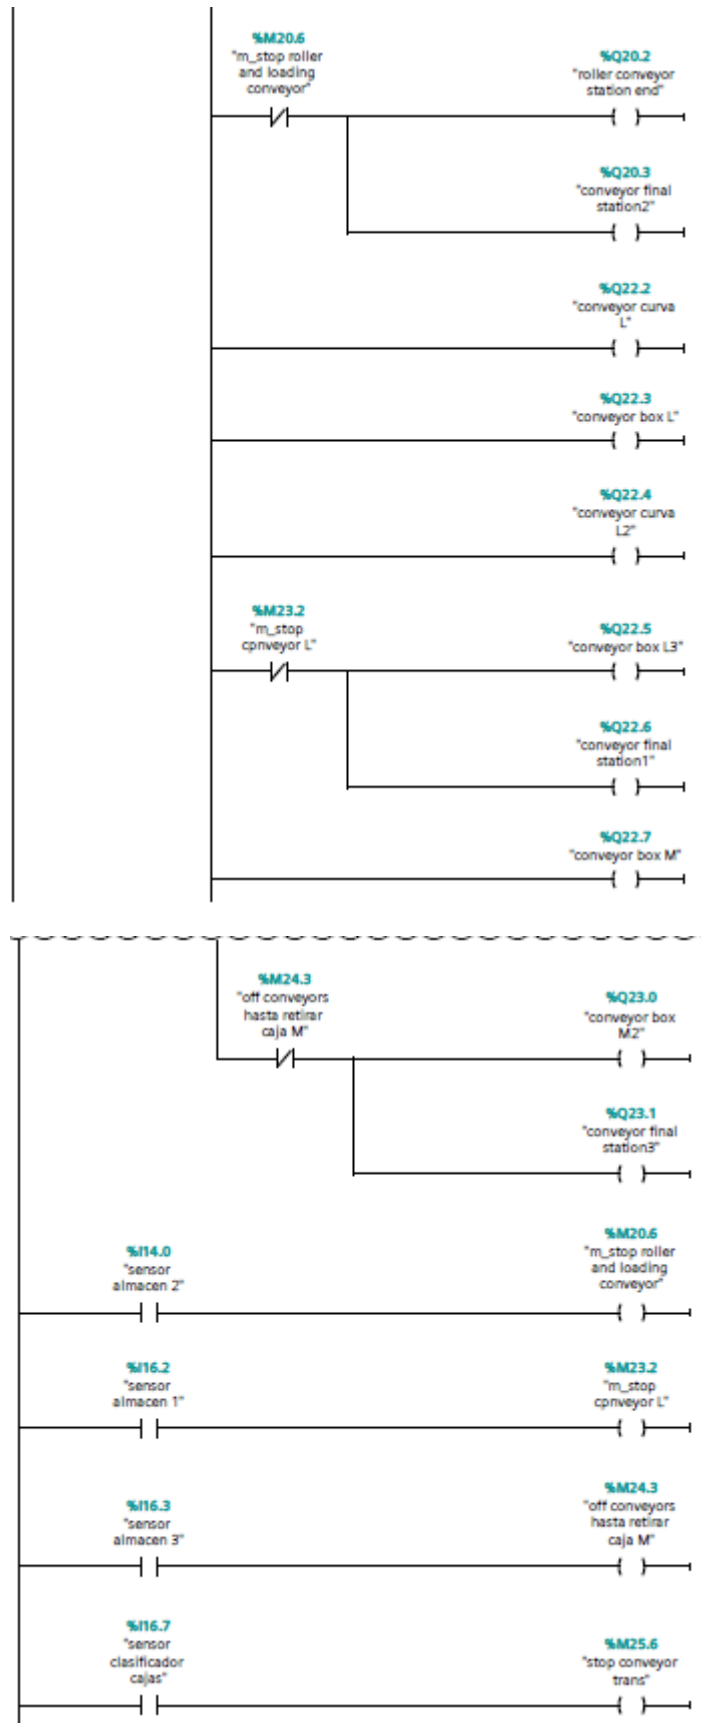 %M20.6
"m_stop roller
and loading
conveyor"
%Q20.2
"roller conveyor
station end"
%Q20.3
"conveyor final
station2"
%Q22.2
"conveyor curva
L"
%Q22.3
"conveyor box L"
%Q22.4
"conveyor curva
L2"
%M23.2
"m_stop
cpnveyor L"
%Q22.5
"conveyor box L3"
%Q22.6
"conveyor final
station1"
%Q22.7
"conveyor box M"
%M24.3
"off conveyors
hasta retirar
caja M"
%Q23.0
"conveyor box
M2"
%Q23.1
"conveyor final
station3"
%I14.0
"sensor
almacen 2"
%M20.6
"m_stop roller
and loading
conveyor"
%I16.2
"sensor
almacen 1"
%M23.2
"m_stop
cpnveyor L"
%I16.3
"sensor
almacen 3"
%M24.3
"off conveyors
hasta retirar
caja M"
%I16.7
"sensor
clasificador
cajas"
%M25.6
"stop conveyor
trans"